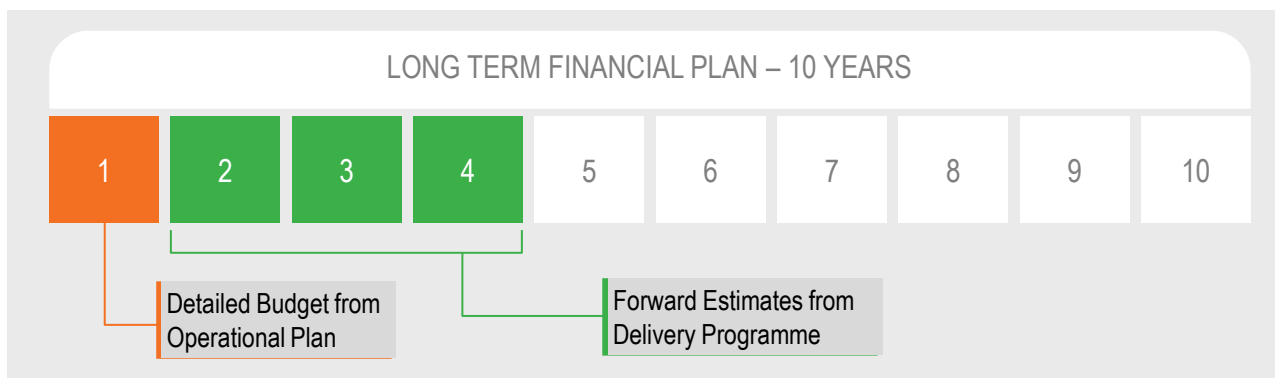 LONG TERM FINANCIAL PLAN – 10 YEARS
1 2 3 4 5 6 7 8 9 10
Detailed Budget from
Operational Plan
Forward Estimates from
Delivery Programme